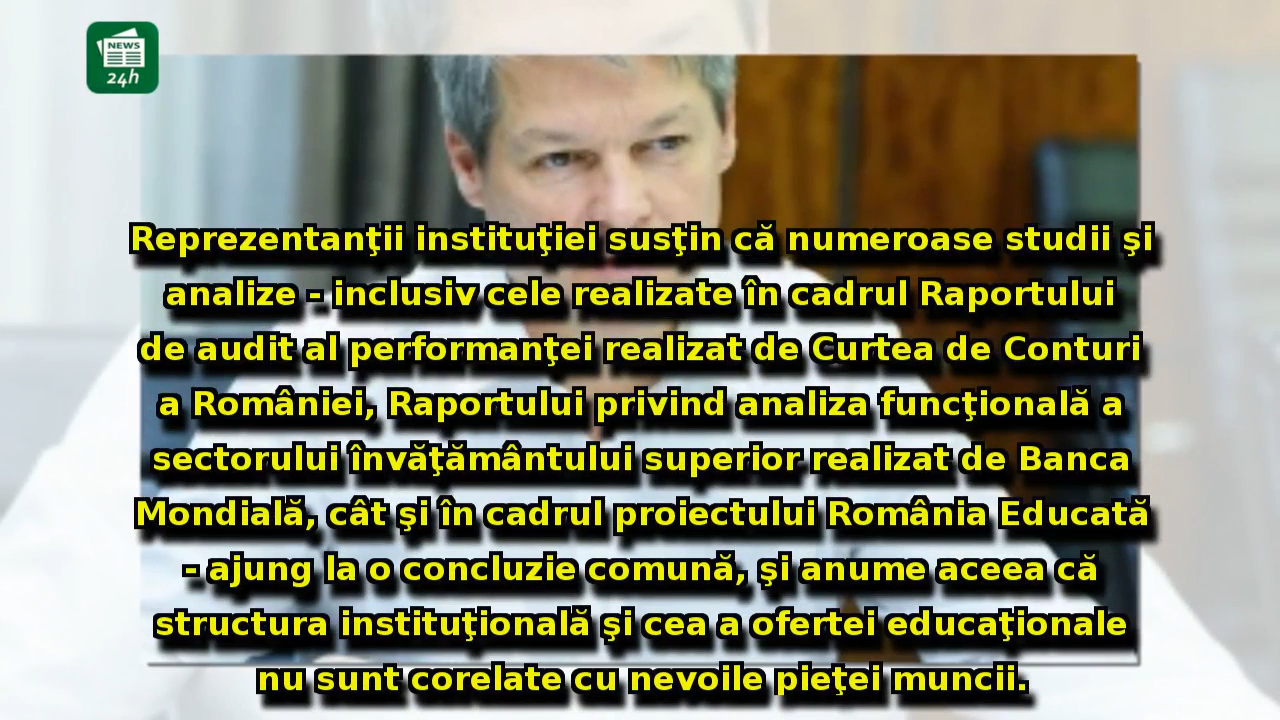 NEWS
24h
Reprezentanţii instituţiei susţin că numeroase studii şi
analize - inclusiv cele realizate în cadrul Raportului
de audit al performanţei realizat de Curtea de Conturi
a României, Raportului privind analiza funcţională a
sectorului învăţământului superior realizat de Banca
Mondială, cât şi în cadrul proiectului România Educată
- ajung la o concluzie comună, şi anume aceea că
structura instituţională şi cea a ofertei educaţionale
nu sunt corelate cu nevoile pieţei muncii.